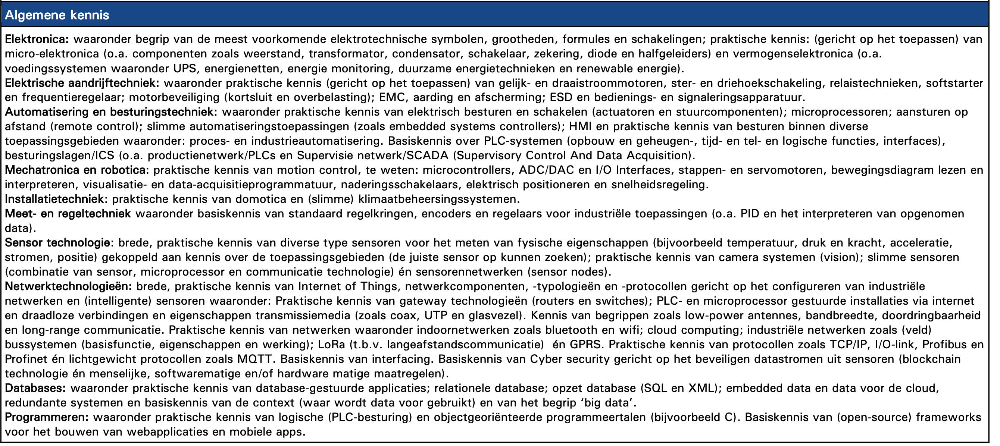 Algemene kennis
Elektronica: waaronder begrip van de meest voorkomende elektrotechnische symbolen, grootheden, formules en schakelingen; praktische kennis: (gericht op het toepassen) van
micro-elektronica (o.a. componenten zoals weerstand, transformator, condensator, schakelaar, zekering, diode en halfgeleiders) en vermogenselektronica (o.a.
voedingssystemen waaronder UPS, energienetten, energie monitoring, duurzame energietechnieken en renewable energie).
Elektrische aandrijftechniek: waaronder praktische kennis (gericht op het toepassen) van gelijk- en draaistroommotoren, ster- en driehoekschakeling, relaistechnieken, softstarter
en frequentieregelaar; motorbeveiliging (kortsluit en overbelasting); EMC, aarding en afscherming; ESD en bedienings- en signaleringsapparatuur.
Automatisering en besturingstechniek: waaronder praktische kennis van elektrisch besturen en schakelen (actuatoren en stuurcomponenten); microprocessoren; aansturen op
afstand (remote control); slimme automatiseringstoepassingen (zoals embedded systems controllers); HMI en praktische kennis van besturen binnen diverse
toepassingsgebieden waaronder: proces- en industrieautomatisering. Basiskennis over PLC-systemen (opbouw en geheugen-, tijd- en tel- en logische functies, interfaces),
besturingslagen/ICS (o.a. productienetwerk/PLCs en Supervisie netwerk/SCADA (Supervisory Control And Data Acquisition).
Mechatronica en robotica: praktische kennis van motion control, te weten: microcontrollers, ADC/DAC en I/O Interfaces, stappen- en servomotoren, bewegingsdiagram lezen en
interpreteren, visualisatie- en data-acquisitieprogrammatuur, naderingsschakelaars, elektrisch positioneren en snelheidsregeling.
Installatietechniek: praktische kennis van domotica en (slimme) klimaatbeheersingssystemen.
Meet- en regeltechniek waaronder basiskennis van standaard regelkringen, encoders en regelaars voor industriële toepassingen (o.a. PID en het interpreteren van opgenomen
data).
Sensor technologie: brede, praktische kennis van diverse type sensoren voor het meten van fysische eigenschappen (bijvoorbeeld temperatuur, druk en kracht, acceleratie,
stromen, positie) gekoppeld aan kennis over de toepassingsgebieden (de juiste sensor op kunnen zoeken); praktische kennis van camera systemen (vision); slimme sensoren
(combinatie van sensor, microprocessor en communicatie technologie) én sensorennetwerken (sensor nodes).
Netwerktechnologieën: brede, praktische kennis van Internet of Things, netwerkcomponenten, -typologieën en -protocollen gericht op het configureren van industriële
netwerken en (intelligente) sensoren waaronder: Praktische kennis van gateway technologieën (routers en switches); PLC- en microprocessor gestuurde installaties via internet
en draadloze verbindingen en eigenschappen transmissiemedia (zoals coax, UTP en glasvezel). Kennis van begrippen zoals low-power antennes, bandbreedte, doordringbaarheid
en long-range communicatie. Praktische kennis van netwerken waaronder indoornetwerken zoals bluetooth en wifi; cloud computing; industriële netwerken zoals (veld)
bussystemen (basisfunctie, eigenschappen en werking); LoRa (t.b.v. langeafstandscommunicatie)  én GPRS. Praktische kennis van protocollen zoals TCP/IP, I/O-link, Profibus en
Profinet én lichtgewicht protocollen zoals MQTT. Basiskennis van interfacing. Basiskennis van Cyber security gericht op het beveiligen datastromen uit sensoren (blockchain
technologie én menselijke, softwarematige en/of hardware matige maatregelen).
Databases: waaronder praktische kennis van database-gestuurde applicaties; relationele database; opzet database (SQL en XML); embedded data en data voor de cloud,
redundante systemen en basiskennis van de context (waar wordt data voor gebruikt) en van het begrip ‘big data’.
Programmeren: waaronder praktische kennis van logische (PLC-besturing) en objectgeoriënteerde programmeertalen (bijvoorbeeld C). Basiskennis van (open-source) frameworks
voor het bouwen van webapplicaties en mobiele apps.